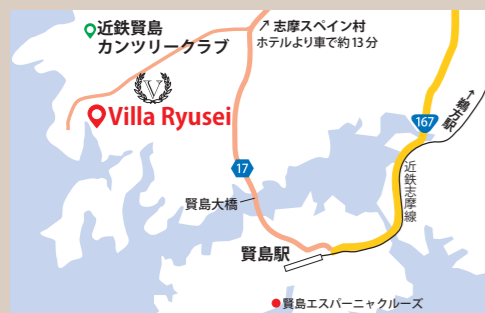 近鉄賢島
カンツリークラブ
↗ 志摩スペイン村
ホテルより車で約13分
V
Villa Ryusei
167
↗鵜方駅
近鉄志摩線
17
賢島大橋
賢島駅
賢島エスパーニャクルーズ